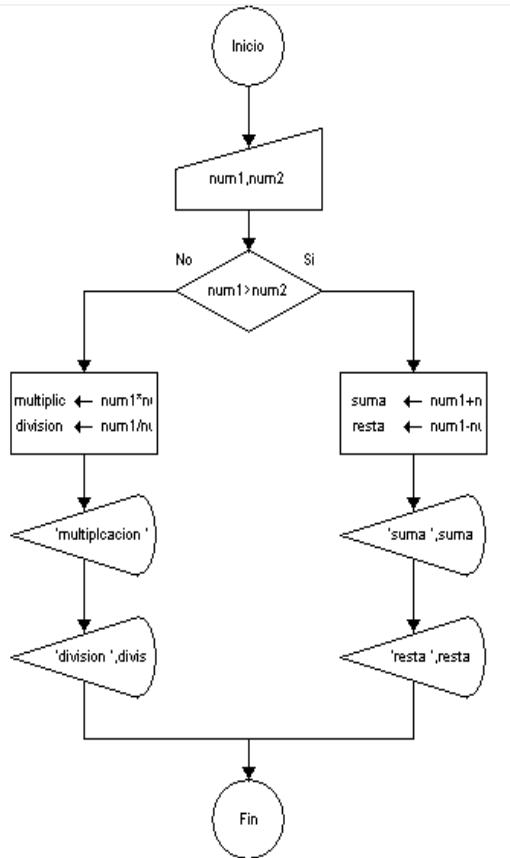 Inicio
num1,num2
No
Si
num1>num2
multiplic ← num1*nu
division ← num1/nu
suma ← num1+n
resta ← num1-nu
'multiplcacion '
'suma ',suma
'division ',divis
'resta ',resta
Fin